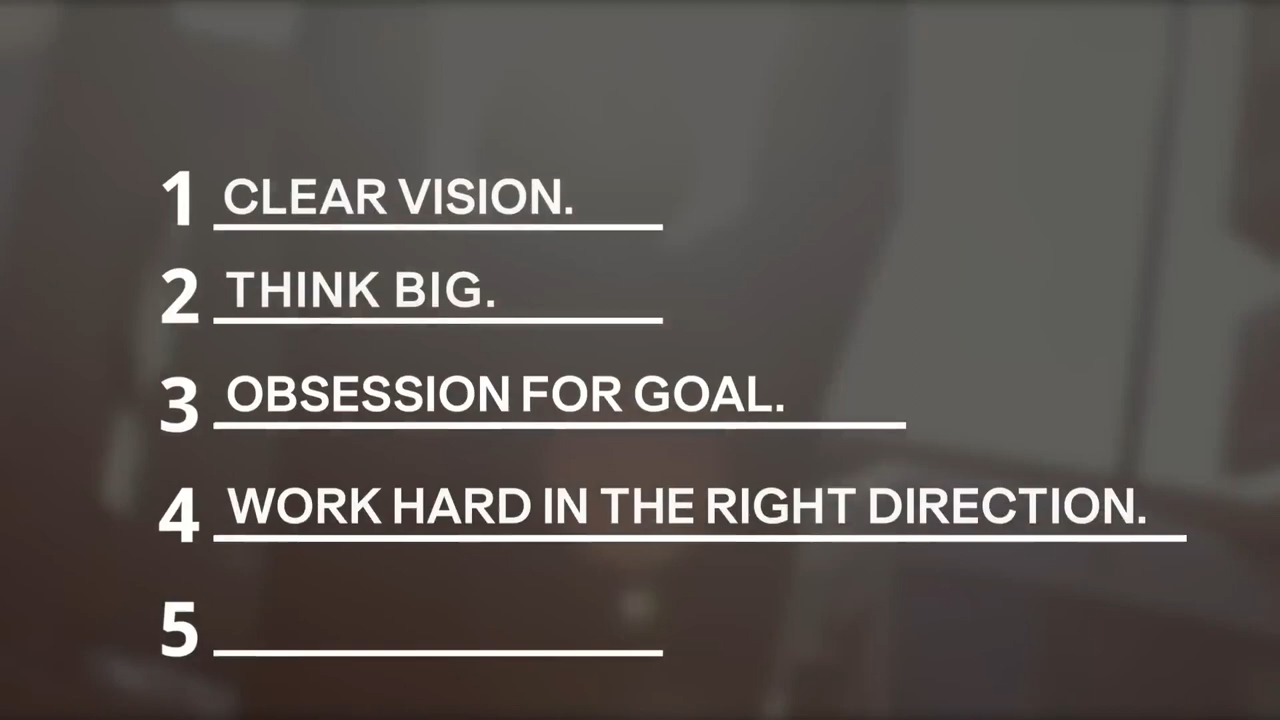 1 CLEAR VISION.
2 THINK BIG.
3 OBSESSION FOR GOAL.
4 WORK HARD IN THE RIGHT DIRECTION.
5